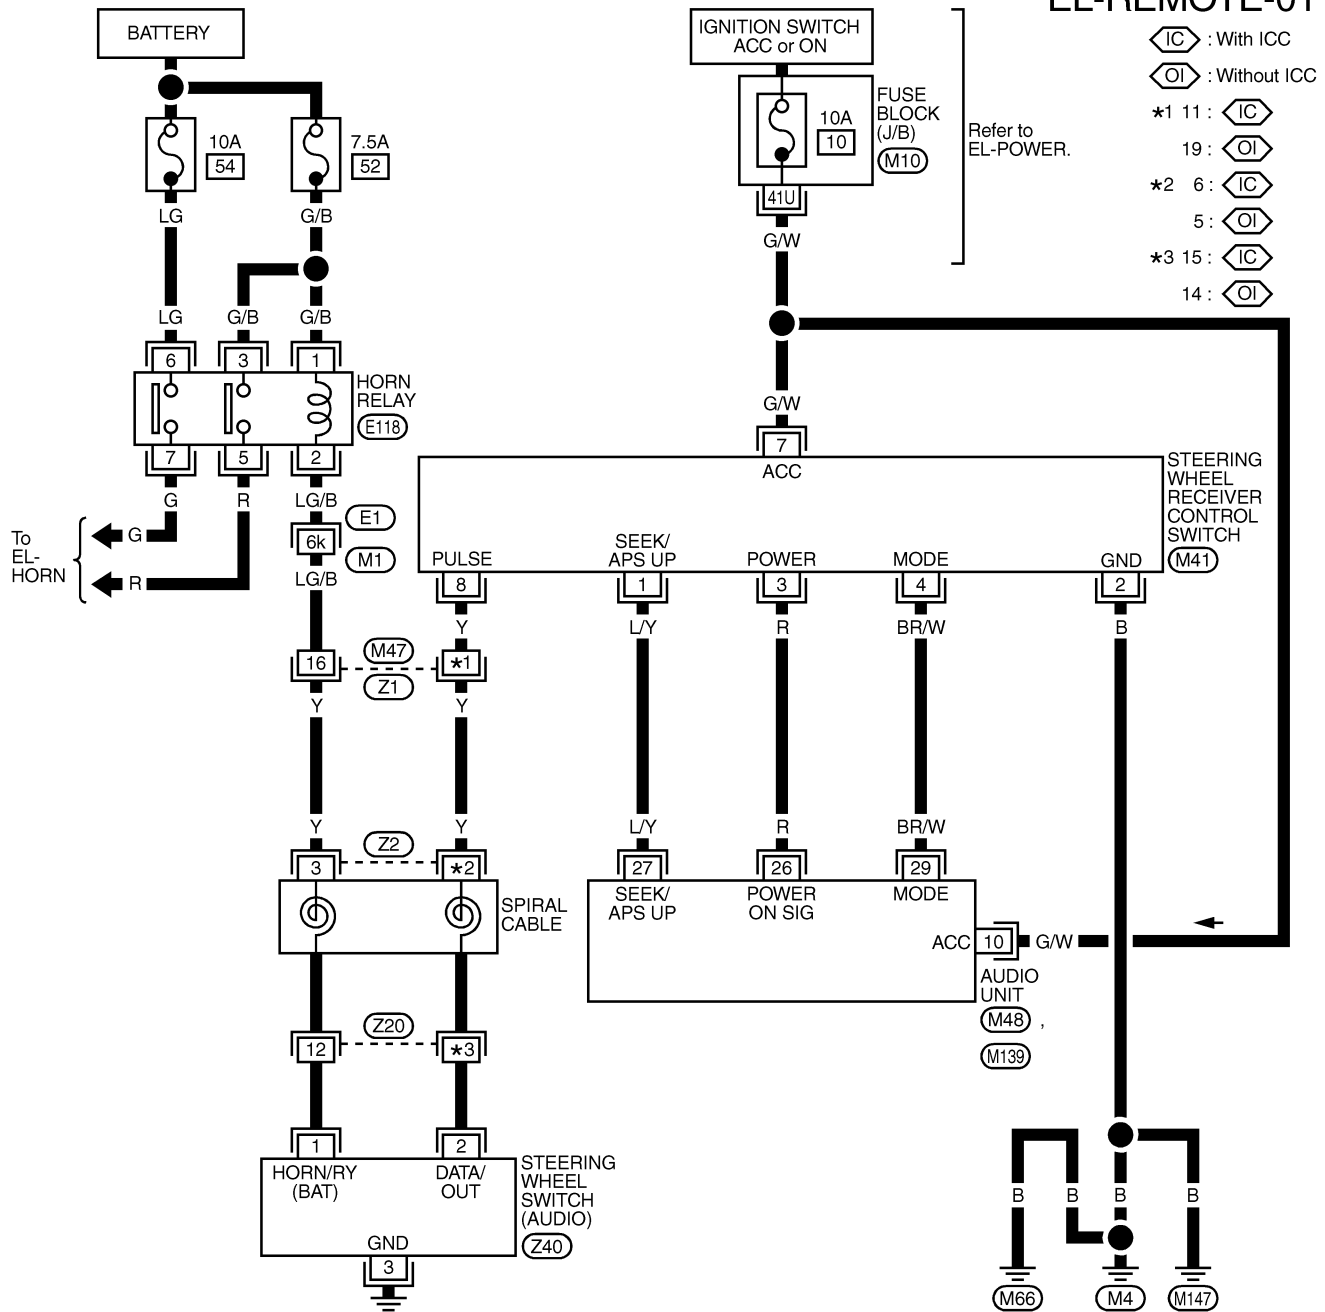 EL-REMOTE-01
BATTERY
IGNITION SWITCH
ACC or ON
IC : With ICC
OI : Without ICC
*1 11 : IC
19 : OI
*2 6 : IC
5 : OI
*3 15 : IC
14 : OI
10A
54
7.5A
52
10A
10
FUSE
BLOCK
(J/B)
M10
Refer to
EL-POWER.
41U
LG
G/B
G/W
LG
G/B
G/B
6
3
1
HORN
RELAY
E118
7
5
2
G
R
LG/B
E1
6k
M1
LG/B
To
EL-
HORN
G
R
G/W
7
ACC
STEERING
WHEEL
RECEIVER
CONTROL
SWITCH
M41
PULSE
SEEK/
APS UP
POWER
MODE
GND
8
1
3
4
2
Y
L/Y
R
BR/W
B
16
M47
Z1
*1
Y
Y
Y
Y
L/Y
R
BR/W
Z2
3
*2
27
26
29
SPIRAL
CABLE
SEEK/
APS UP
POWER
ON SIG
MODE
ACC
10
G/W
AUDIO
UNIT
M48 ,
M139
Z20
12
*3
1
2
HORN/RY
(BAT)
DATA/
OUT
STEERING
WHEEL
SWITCH
(AUDIO)
Z40
GND
3
B
B
B
B
M66
M4
M147